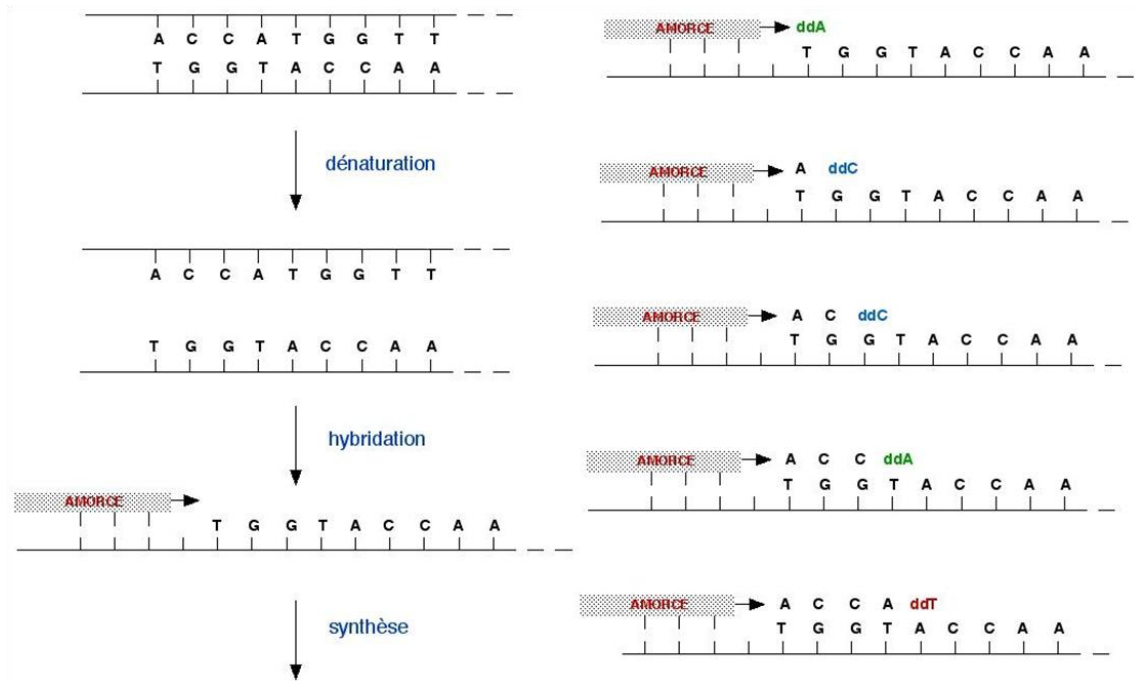 A C C A T G G T T
T G G T A C C A A
dénaturation
A C C A T G G T T
T G G T A C C A A
hybridation
AMORCE
T G G T A C C A A
synthèse
AMORCE ddA
T G G T A C C A A
AMORCE A ddC
T G G T A C C A A
AMORCE A C ddC
T G G T A C C A A
AMORCE A C C ddA
T G G T A C C A A
AMORCE A C C A ddT
T G G T A C C A A